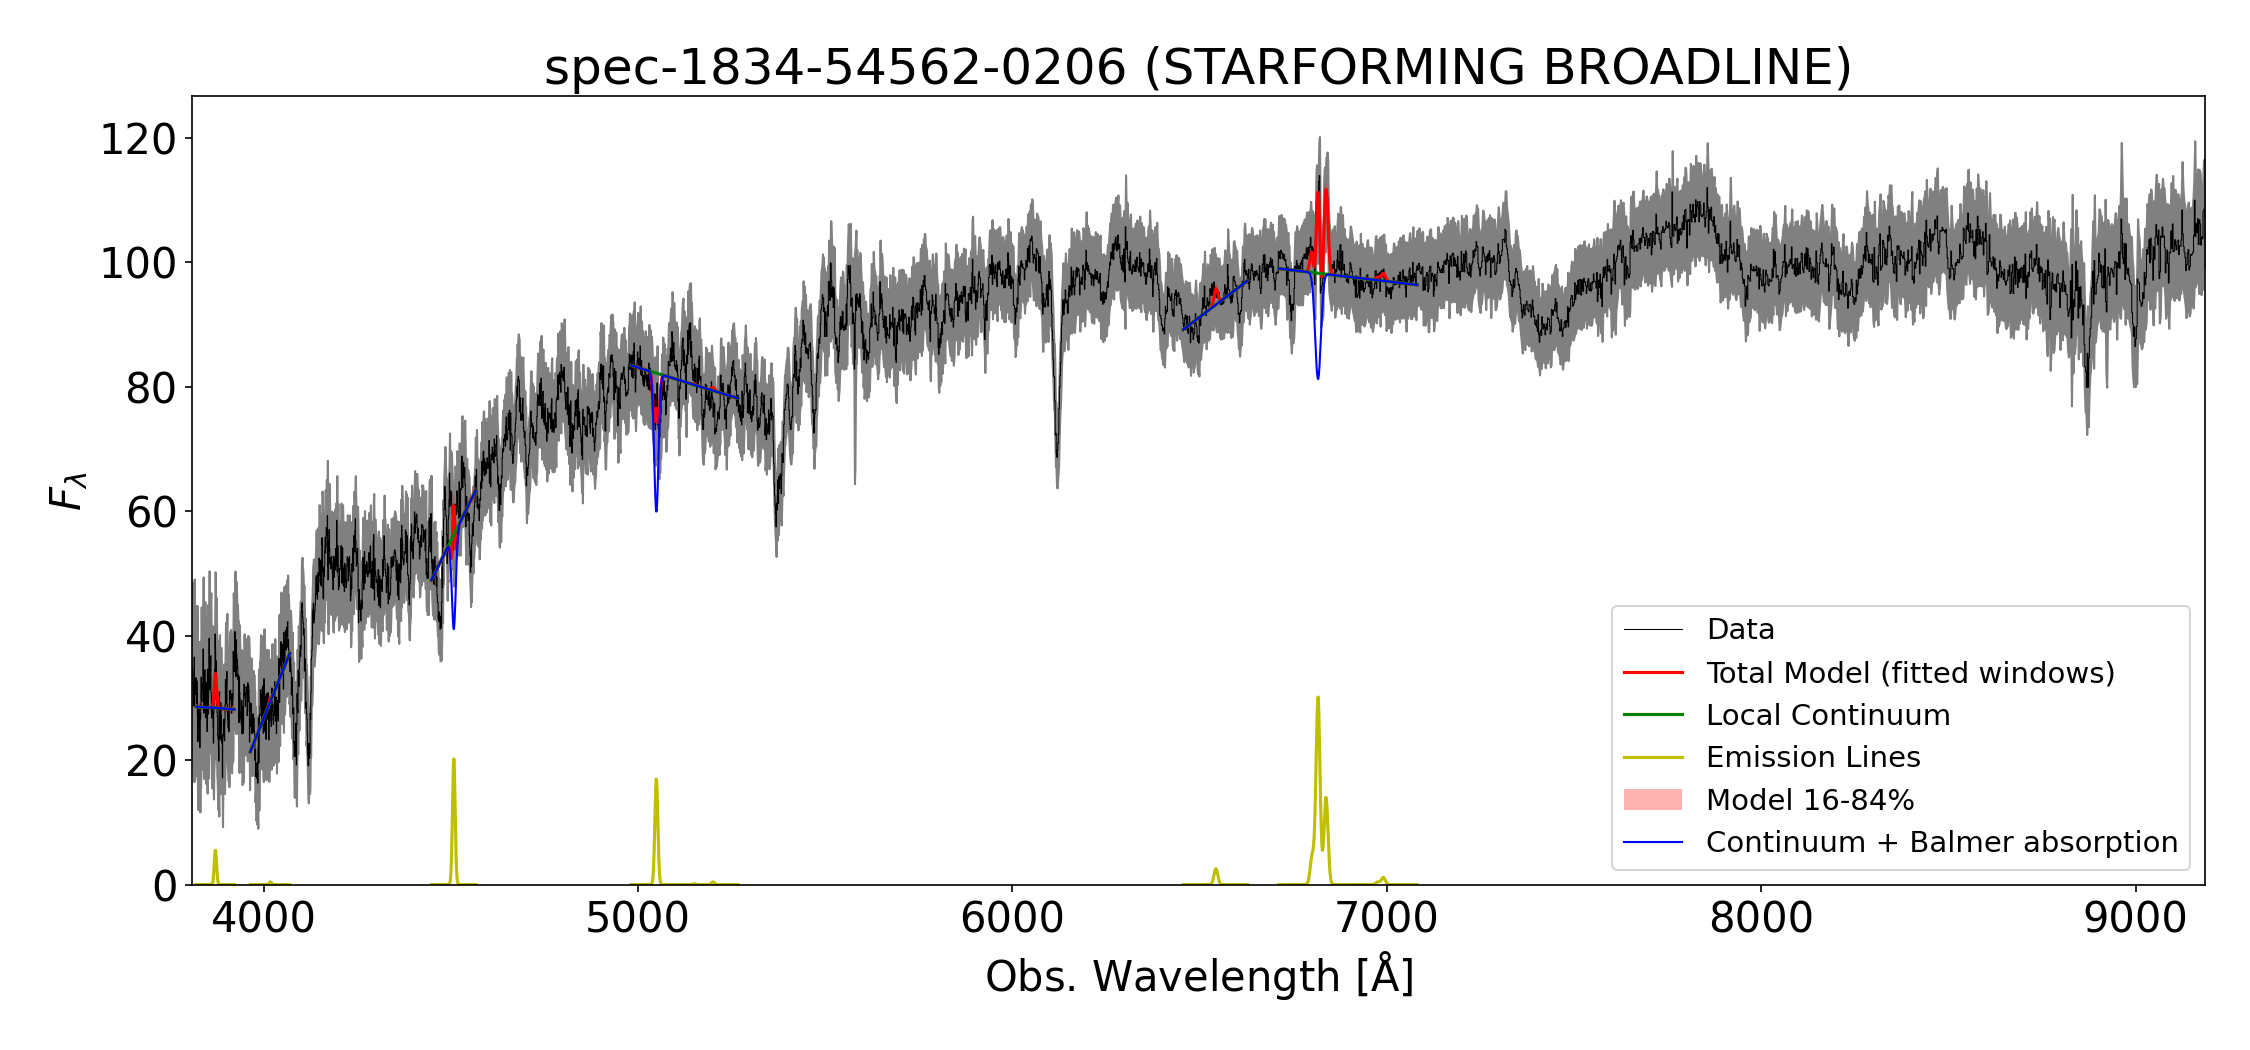 spec-1834-54562-0206 (STARFORMING BROADLINE)
120
100
80
60
40
20
0
F_λ
4000 5000 6000 7000 8000 9000
Obs. Wavelength [Å]
Data
Total Model (fitted windows)
Local Continuum
Emission Lines
Model 16-84%
Continuum + Balmer absorption